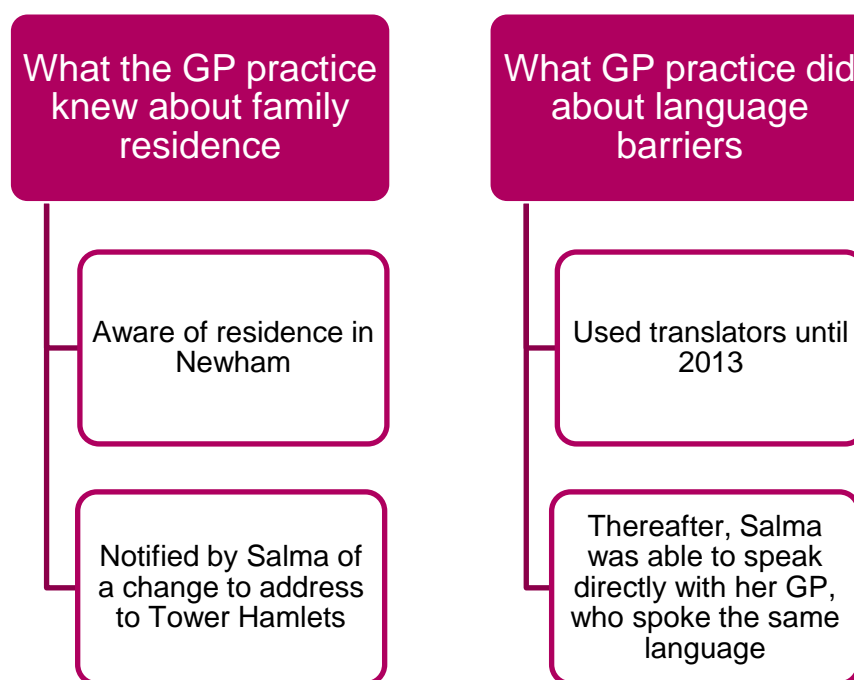 What the GP practice
knew about family
residence
Aware of residence in
Newham
Notified by Salma of
a change to address
to Tower Hamlets
What GP practice did
about language
barriers
Used translators until
2013
Thereafter, Salma
was able to speak
directly with her GP,
who spoke the same
language